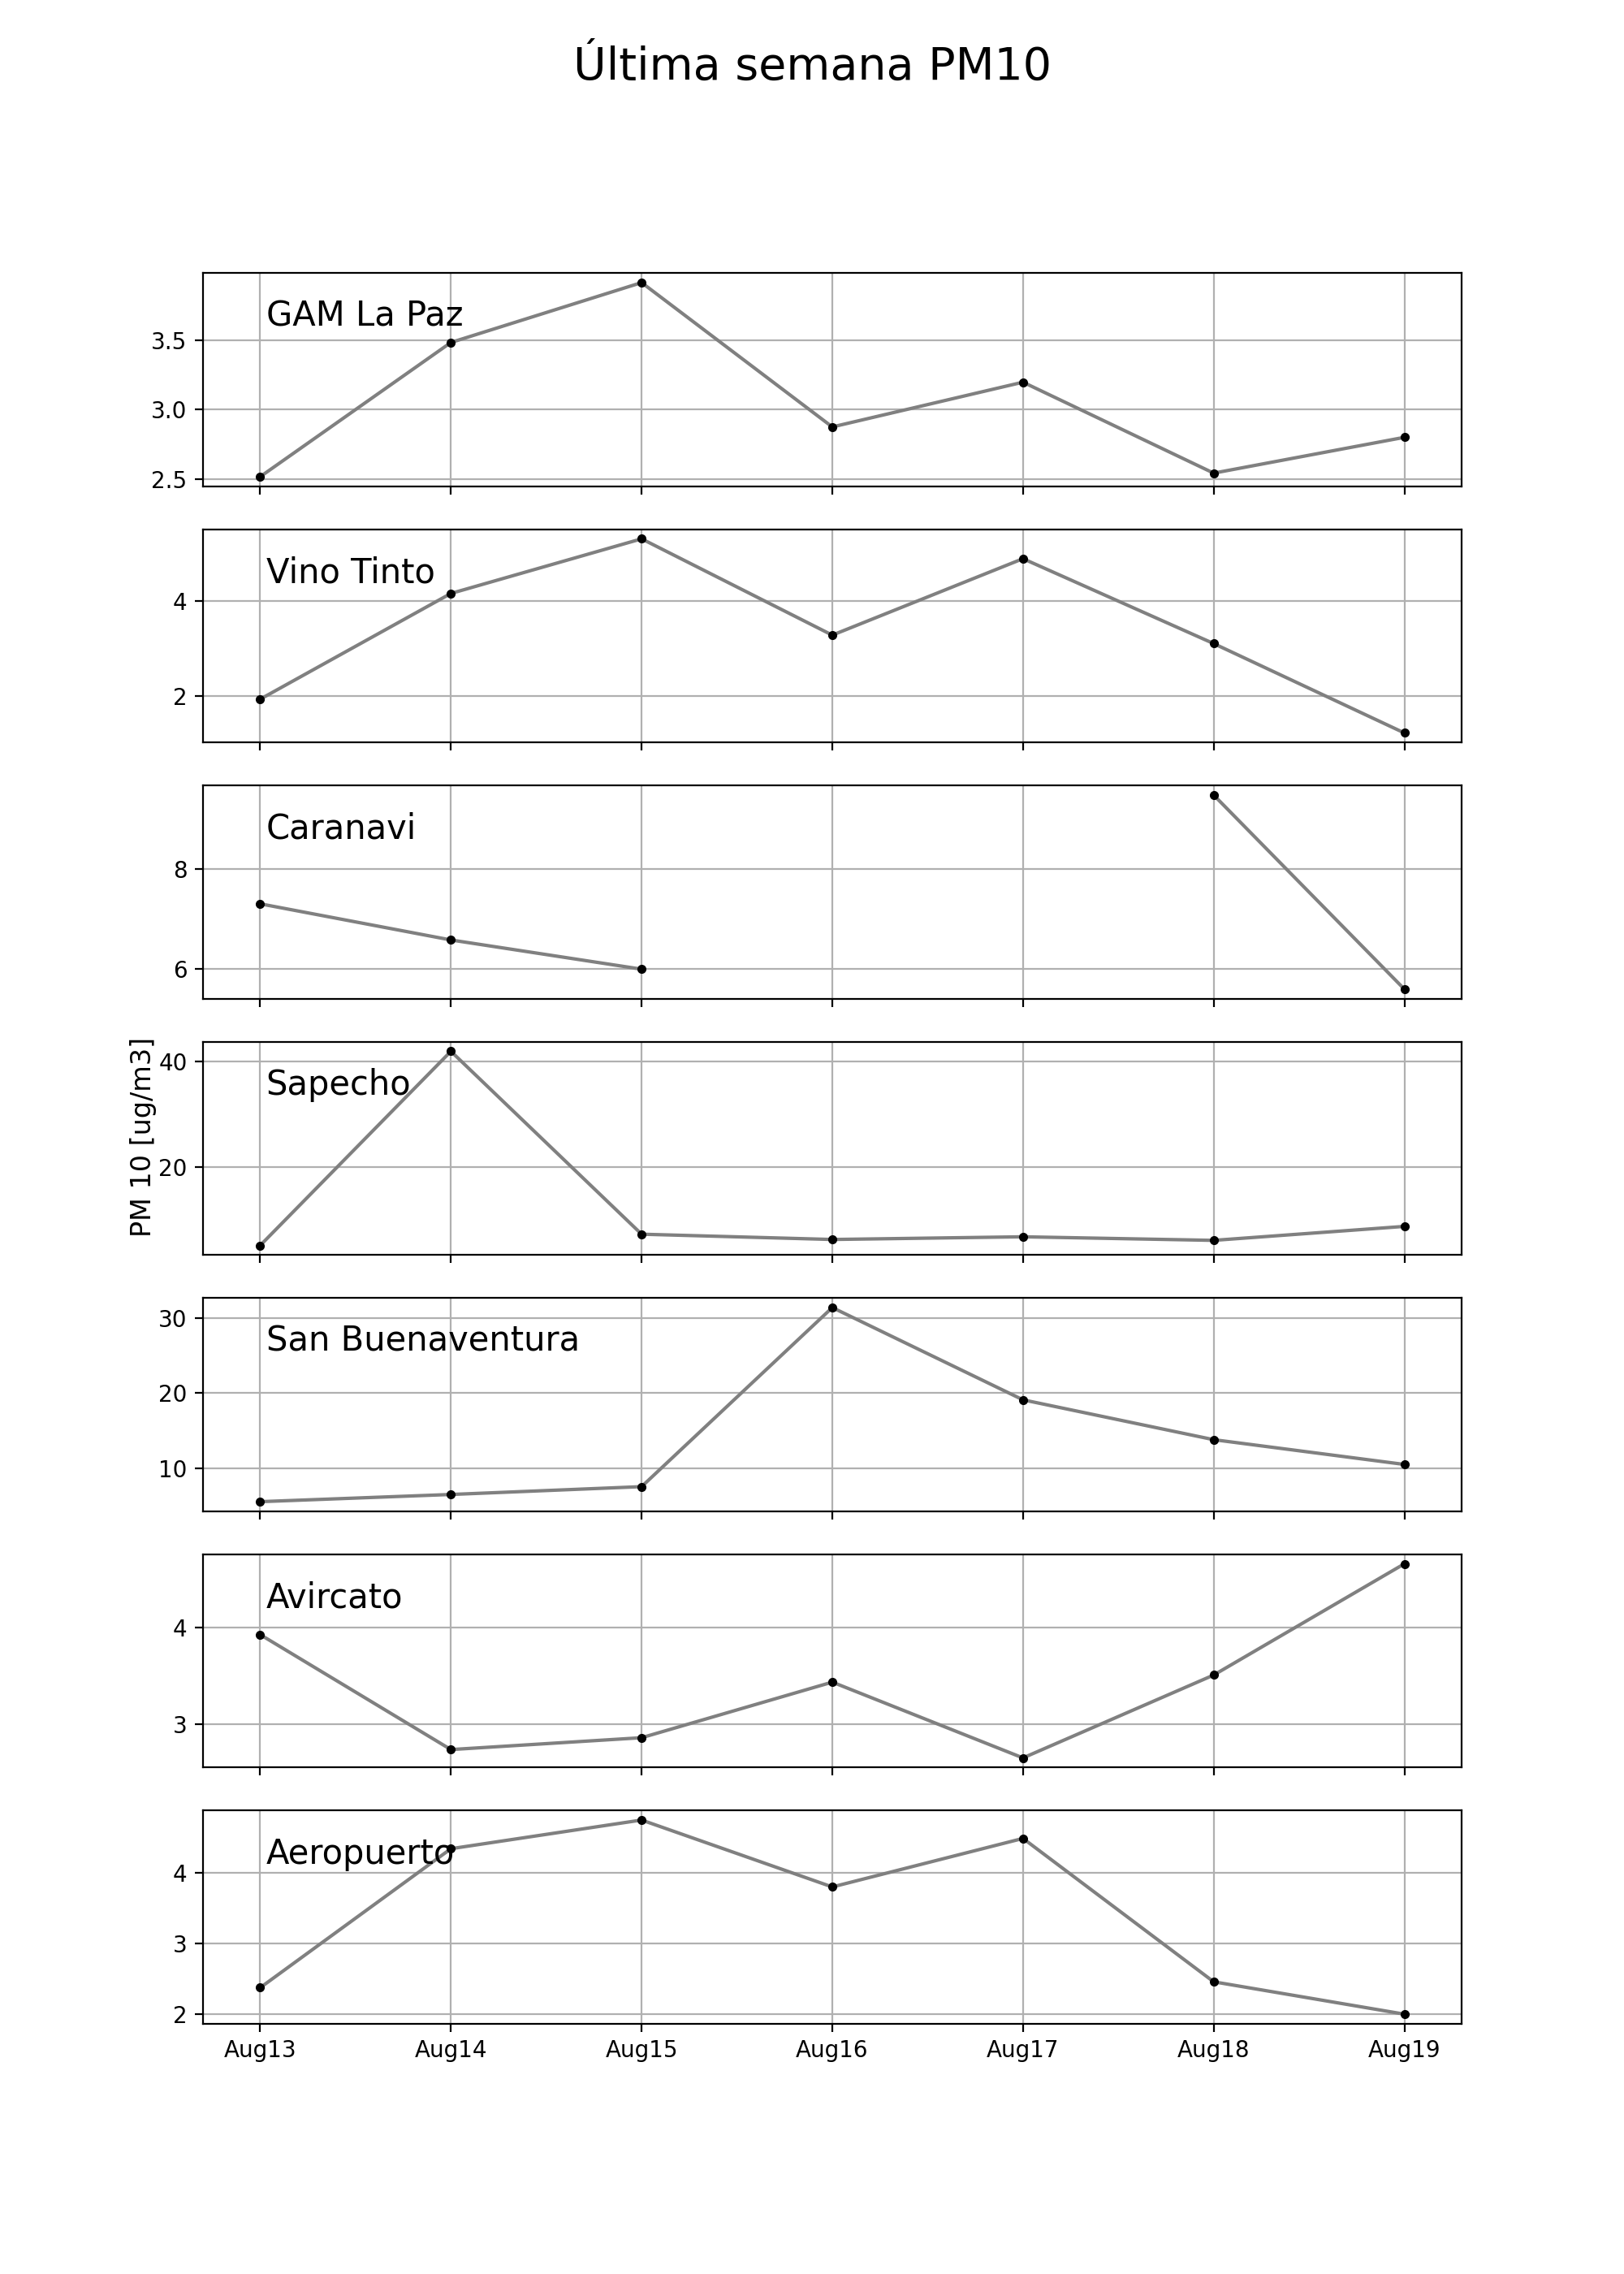 Última semana PM10
GAM La Paz
3.5
3.0
2.5
Vino Tinto
4
2
Caranavi
8
6
PM 10 [ug/m3]
Sapecho
40
20
San Buenaventura
30
20
10
Avircato
4
3
Aeropuerto
4
3
2
Aug13 Aug14 Aug15 Aug16 Aug17 Aug18 Aug19